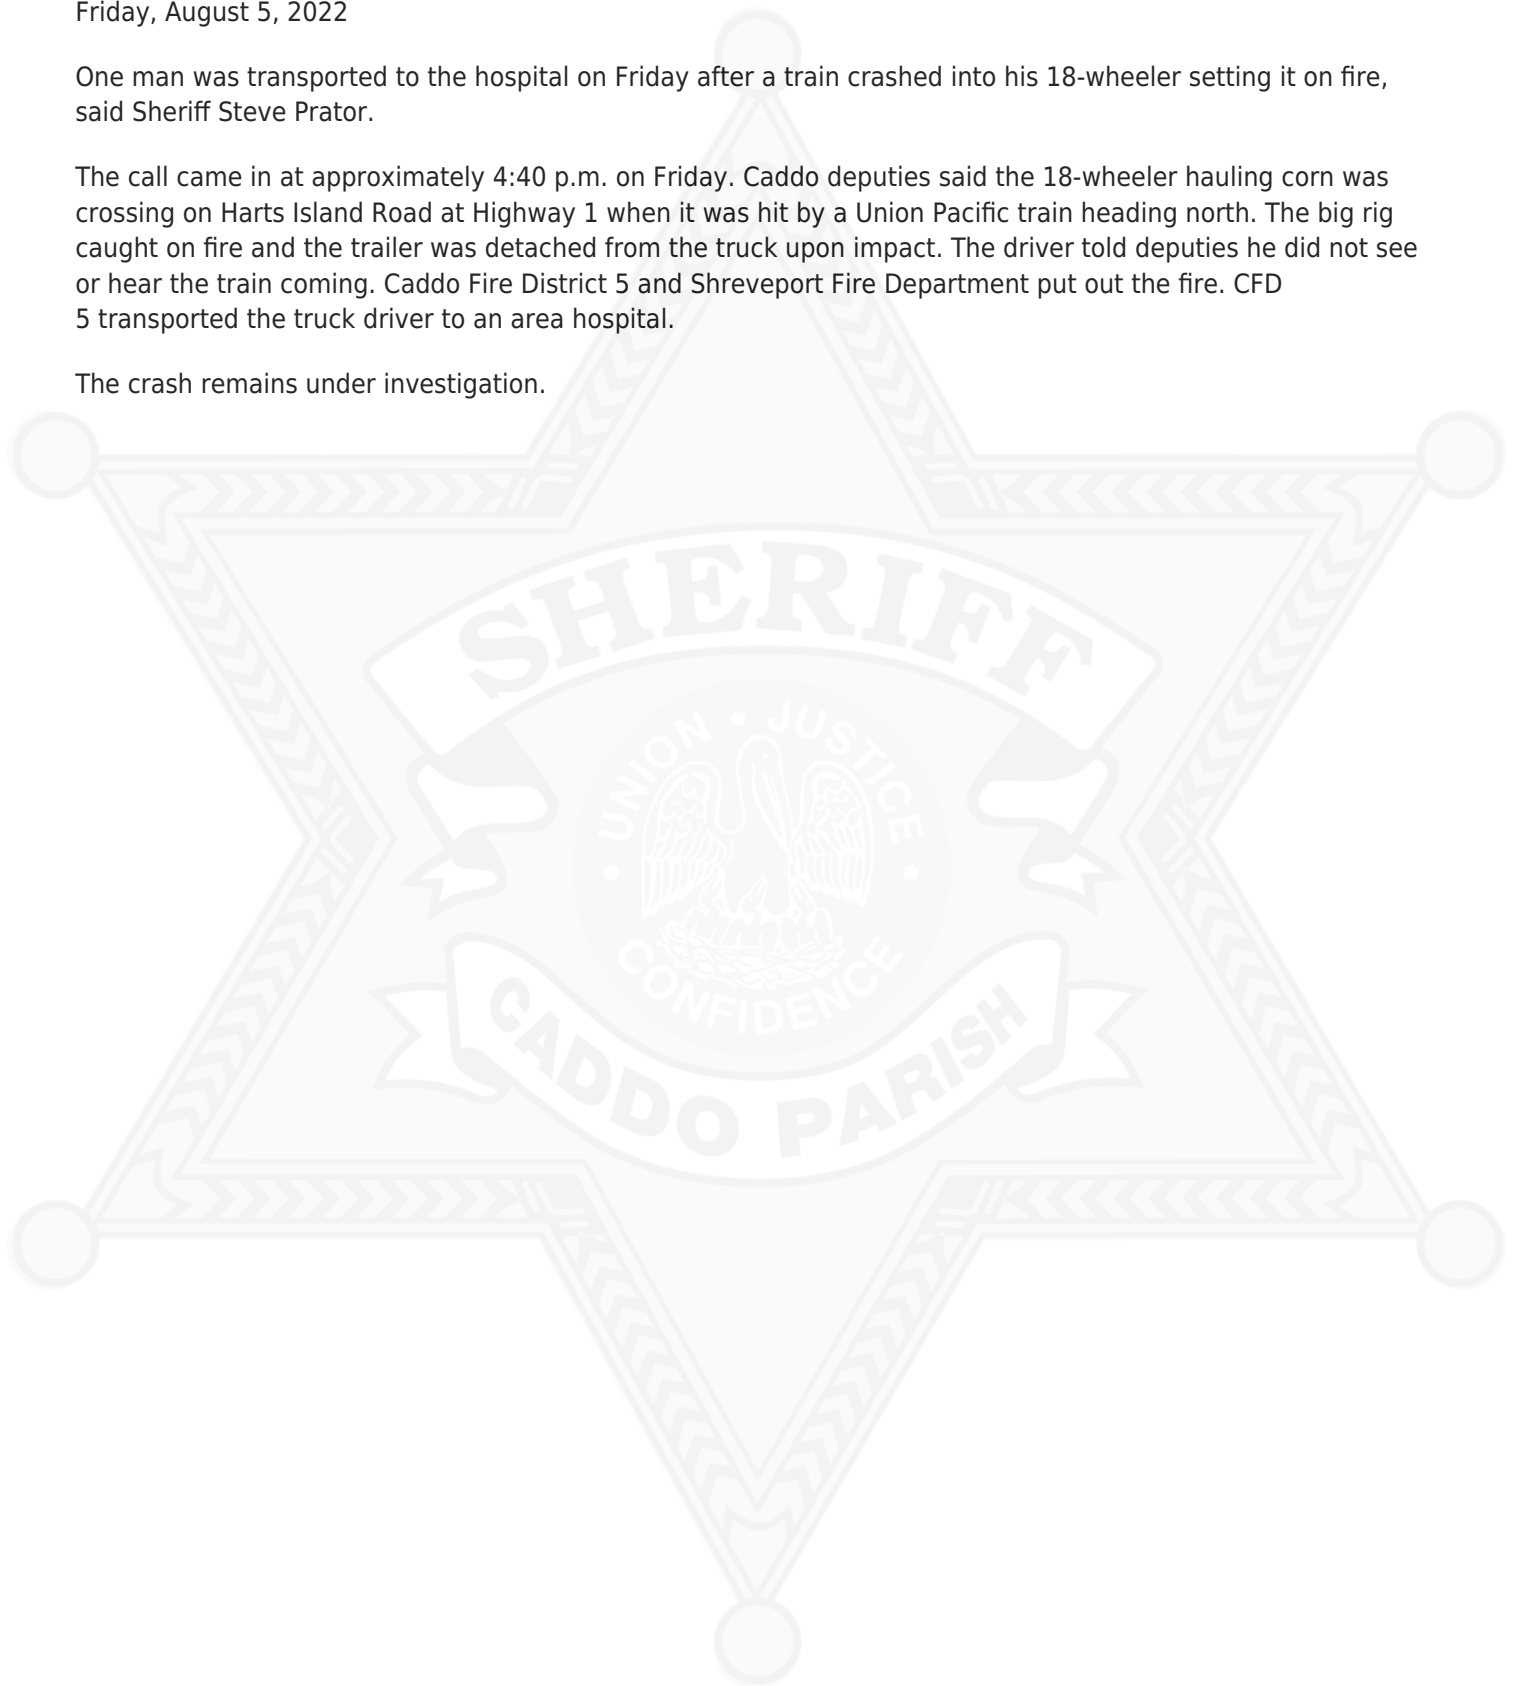 Friday, August 5, 2022
One man was transported to the hospital on Friday after a train crashed into his 18-wheeler setting it on fire,
said Sheriff Steve Prator.
The call came in at approximately 4:40 p.m. on Friday. Caddo deputies said the 18-wheeler hauling corn was
crossing on Harts Island Road at Highway 1 when it was hit by a Union Pacific train heading north. The big rig
caught on fire and the trailer was detached from the truck upon impact. The driver told deputies he did not see
or hear the train coming. Caddo Fire District 5 and Shreveport Fire Department put out the fire. CFD
5 transported the truck driver to an area hospital.
The crash remains under investigation.
SHERIFF
UNION • JUSTICE
• CONFIDENCE •
CADDO PARISH